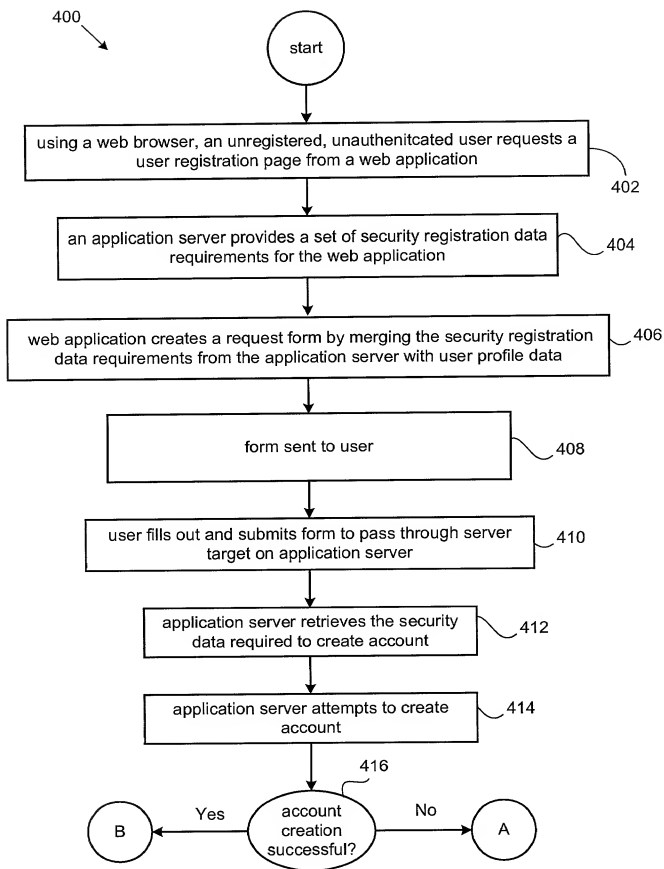 400
start
using a web browser, an unregistered, unauthenitcated user requests a
user registration page from a web application
402
an application server provides a set of security registration data
requirements for the web application
404
web application creates a request form by merging the security registration
data requirements from the application server with user profile data
406
form sent to user
408
user fills out and submits form to pass through server
target on application server
410
application server retrieves the security
data required to create account
412
application server attempts to create
account
414
416
account
creation
successful?
Yes
No
B
A